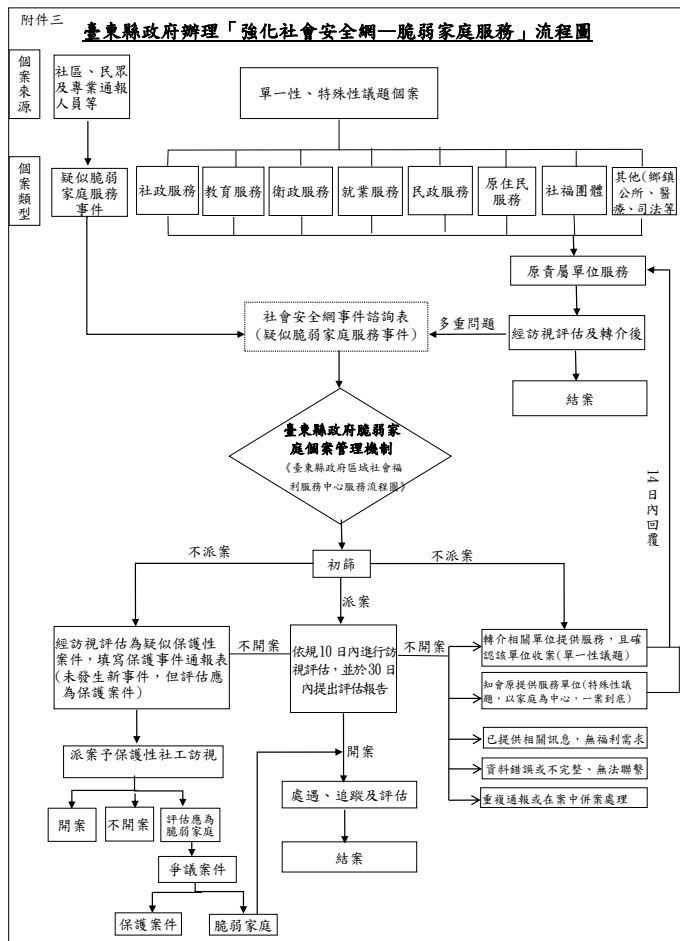 附件三
臺東縣政府辦理「強化社會安全網—脆弱家庭服務」流程圖
個案來源
社區、民眾
及專業通報
人員等
單一性、特殊性議題個案
個案類型
疑似脆弱
家庭服務
事件
社政服務
教育服務
衛政服務
就業服務
民政服務
原住民
服務
社福團體
其他(鄉鎮
公所、醫
療、司法等
原責屬單位服務
社會安全網事件諮詢表
(疑似脆弱家庭服務事件)
多重問題
經訪視評估及轉介後
結案
臺東縣政府脆弱家
庭個案管理機制
《臺東縣政府區域社會福
利服務中心服務流程圖》
14日內回覆
不派案
初篩
不派案
派案
經訪視評估為疑似保護性
案件，填寫保護事件通報表
(未發生新事件，但評估應
為保護案件)
不開案
依規10日內進行訪
視評估，並於30日
內提出評估報告
不開案
轉介相關單位提供服務，且確
認該單位收案(單一性議題)
知會原提供服務單位(特殊性議
題，以家庭為中心，一案到底)
已提供相關訊息，無福利需求
資料錯誤或不完整、無法聯繫
重複通報或在案中併案處理
派案予保護性社工訪視
開案
處遇、追蹤及評估
開案
不開案
評估應為
脆弱家庭
結案
爭議案件
保護案件
脆弱家庭